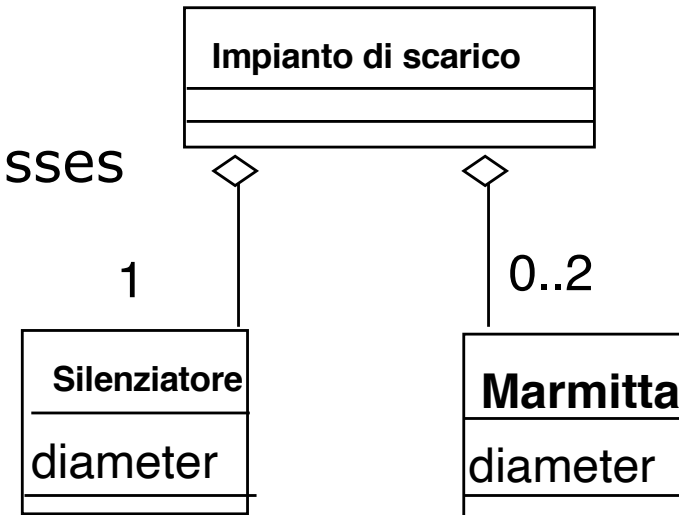 Impianto di scarico
sses
1
0..2
Silenziatore
Marmitta
diameter
diameter